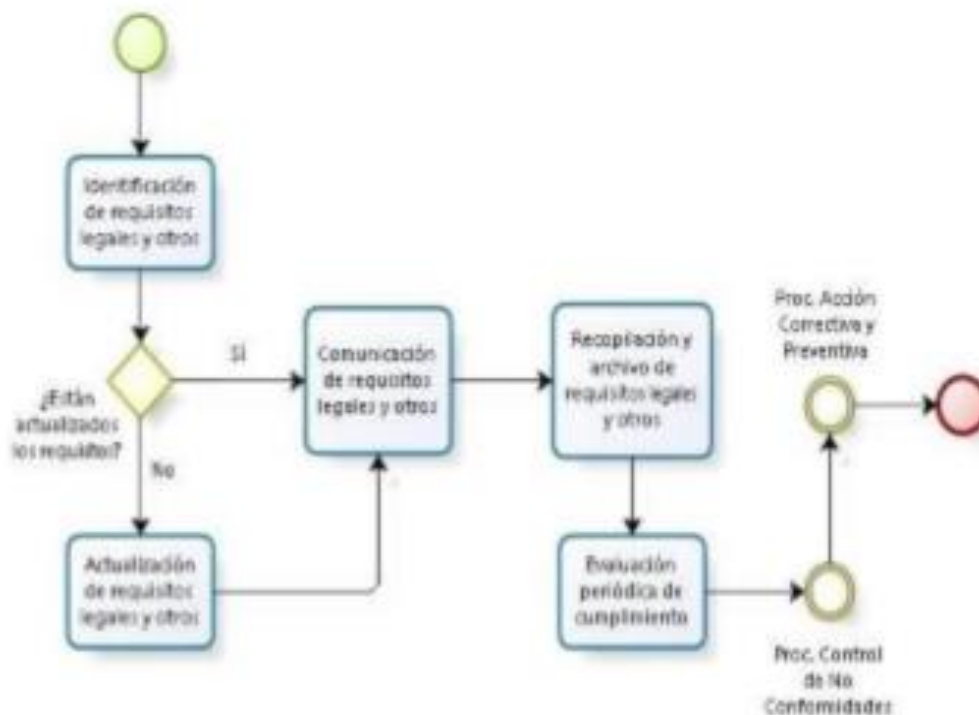 Identificación
de requisitos
legales y otros
¿Están
actualizados
los requisitos?
Sí
No
Actualización
de requisitos
legales y otros
Comunicación
de requisitos
legales y otros
Recopilación y
archivo de
requisitos legales
y otros
Evaluación
periódica de
cumplimiento
Proc. Control
de No
Conformidades
Proc. Acción
Correctiva y
Preventiva